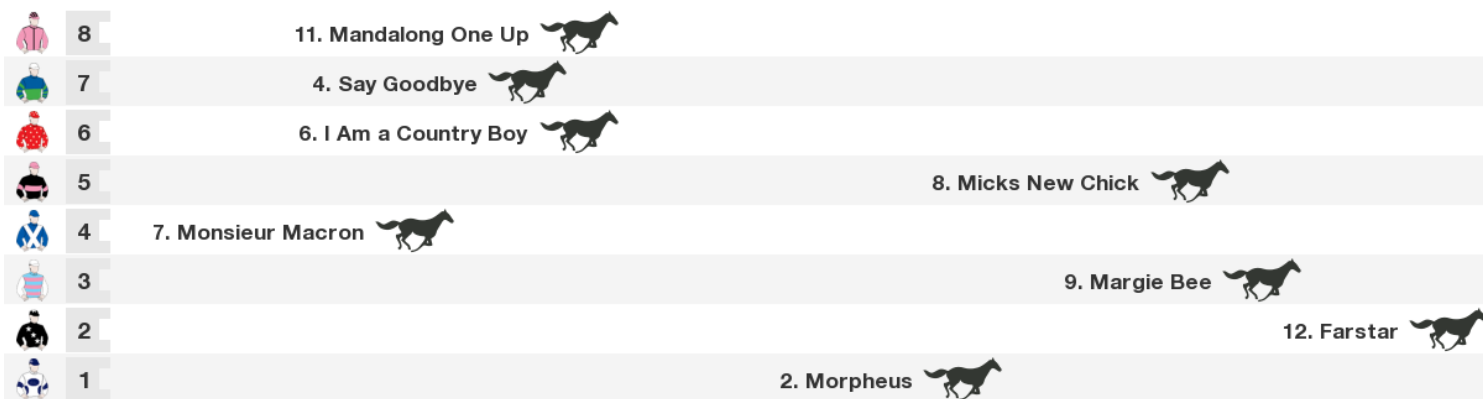 8 11. Mandalong One Up
7 4. Say Goodbye
6 6. I Am a Country Boy
5 8. Micks New Chick
4 7. Monsieur Macron
3 9. Margie Bee
2 12. Farstar
1 2. Morpheus